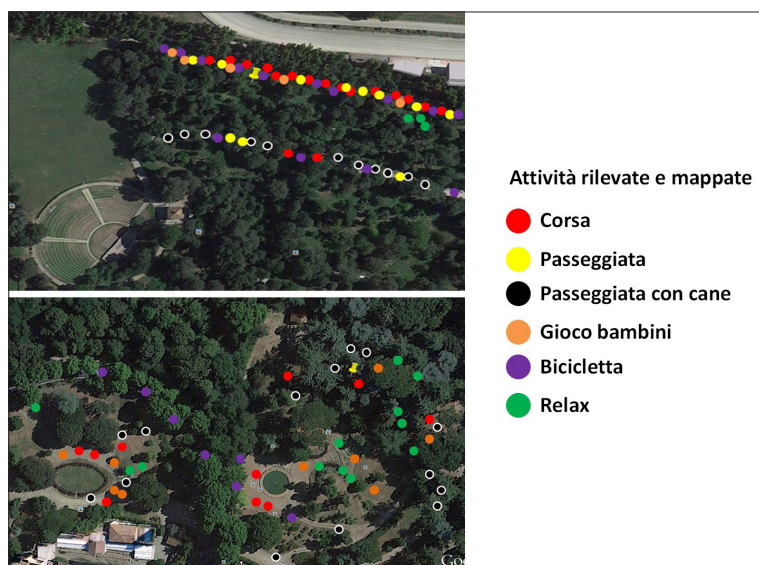 Attività rilevate e mappate
Corsa
Passeggiata
Passeggiata con cane
Gioco bambini
Bicicletta
Relax